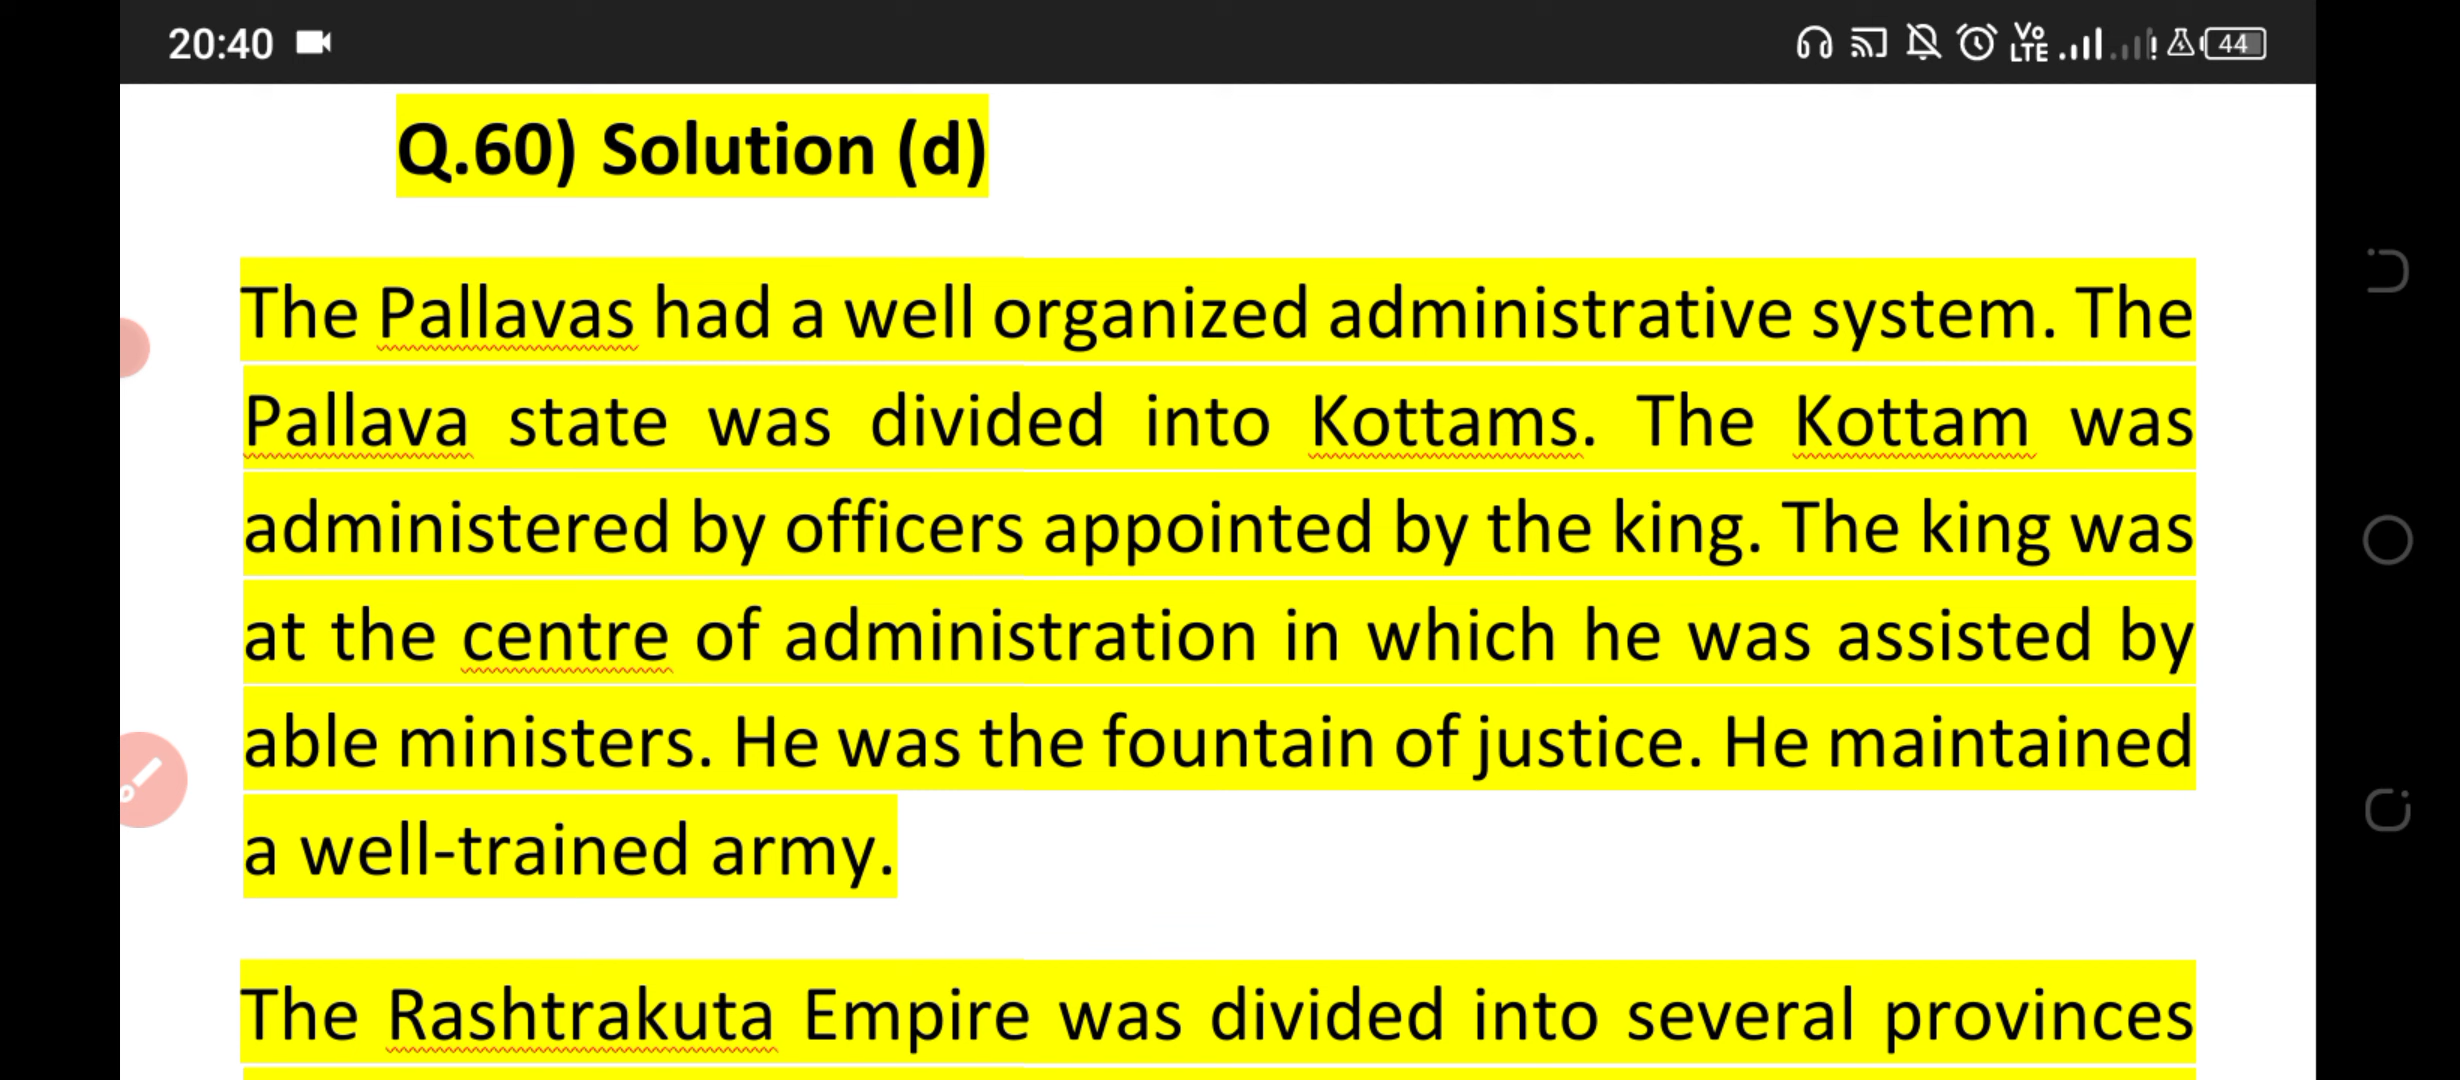 20:40 Vo LTE 44
Q.60) Solution (d)
The Pallavas had a well organized administrative system. The
Pallava state was divided into Kottams. The Kottam was
administered by officers appointed by the king. The king was
at the centre of administration in which he was assisted by
able ministers. He was the fountain of justice. He maintained
a well-trained army.
The Rashtrakuta Empire was divided into several provinces